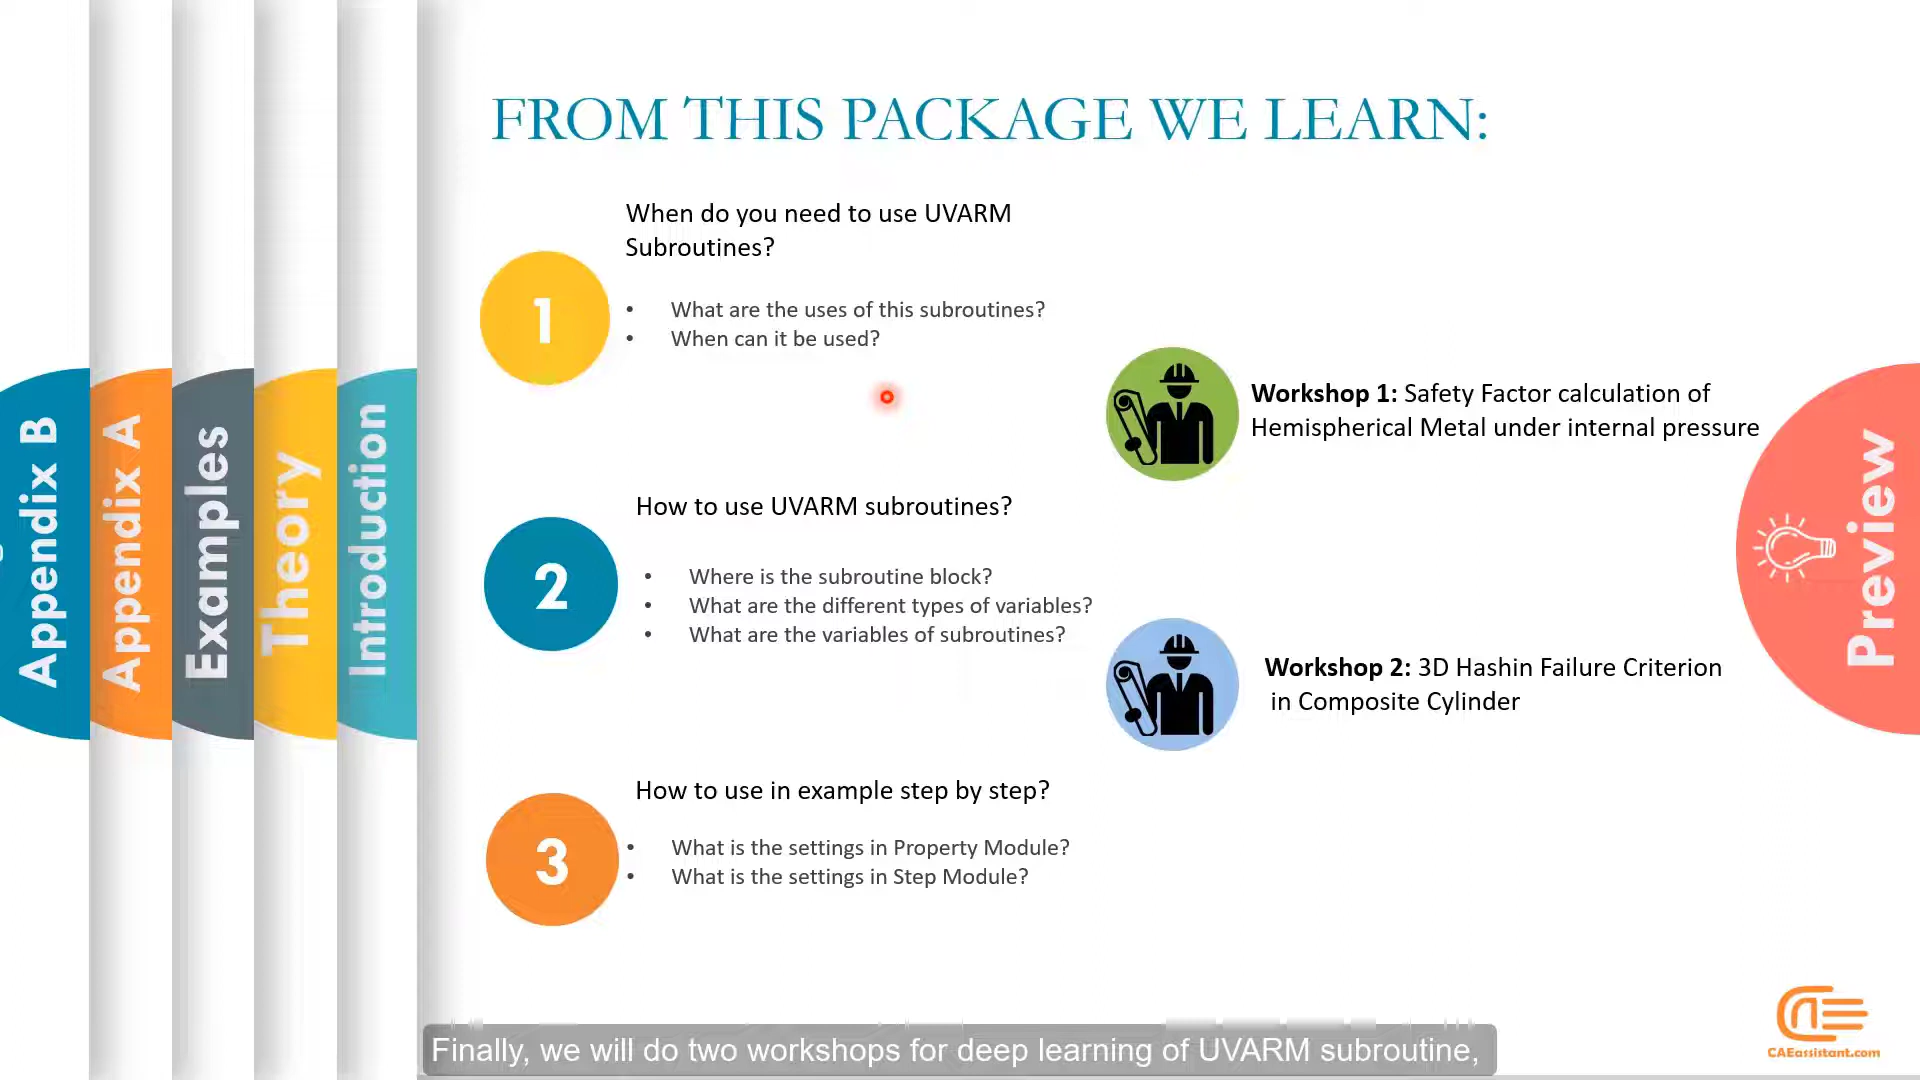 FROM THIS PACKAGE WE LEARN:
When do you need to use UVARM
Subroutines?
1
• What are the uses of this subroutines?
• When can it be used?
Workshop 1: Safety Factor calculation of
Hemispherical Metal under internal pressure
How to use UVARM subroutines?
2
• Where is the subroutine block?
• What are the different types of variables?
• What are the variables of subroutines?
Workshop 2: 3D Hashin Failure Criterion
in Composite Cylinder
How to use in example step by step?
3
• What is the settings in Property Module?
• What is the settings in Step Module?
Appendix B
Appendix A
Examples
Theory
Introduction
Preview
CAEassistant.com
Finally, we will do two workshops for deep learning of UVARM subroutine,